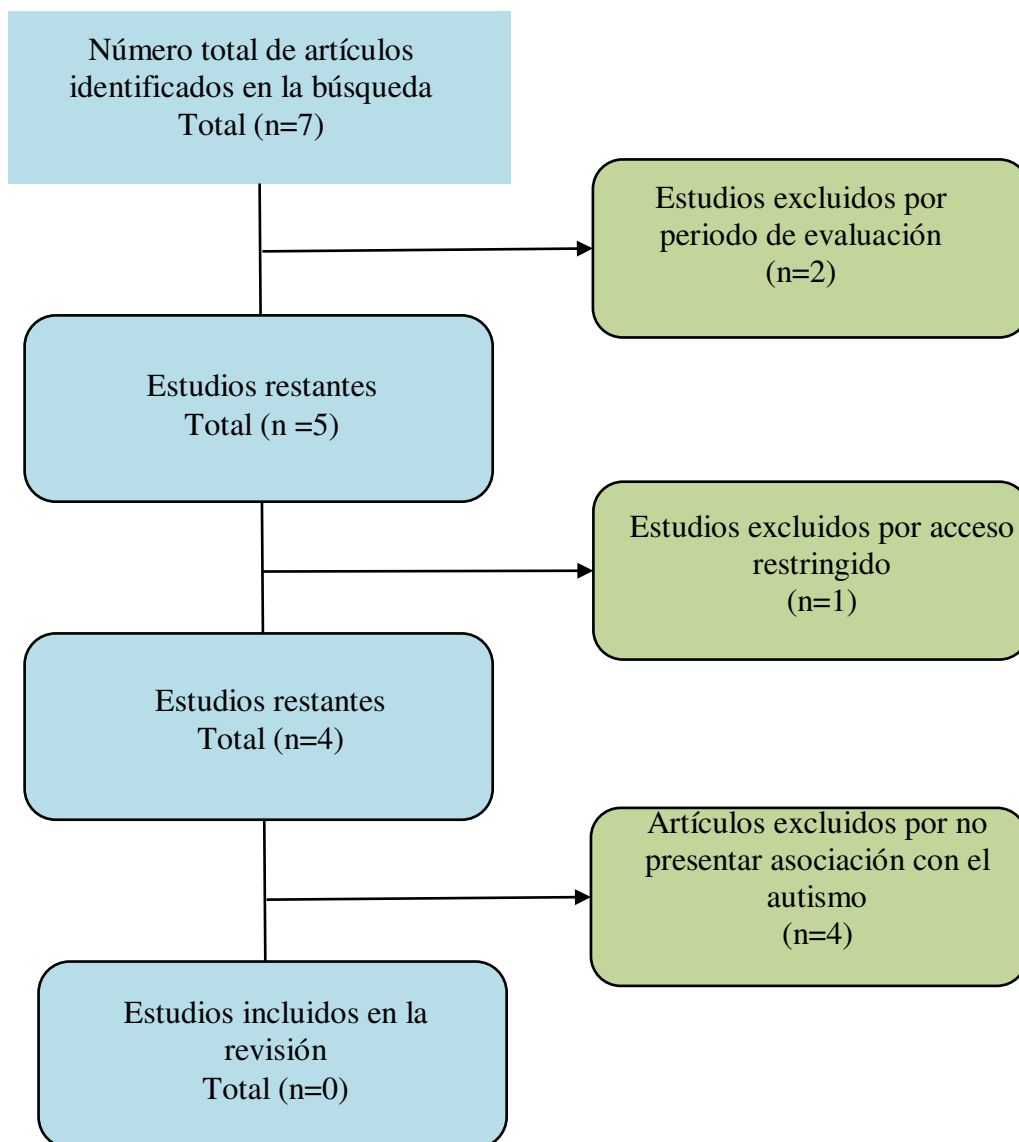 Número total de artículos
identificados en la búsqueda
Total (n=7)
Estudios excluidos por
periodo de evaluación
(n=2)
Estudios restantes
Total (n =5)
Estudios excluidos por acceso
restringido
(n=1)
Estudios restantes
Total (n=4)
Artículos excluidos por no
presentar asociación con el
autismo
(n=4)
Estudios incluidos en la
revisión
Total (n=0)